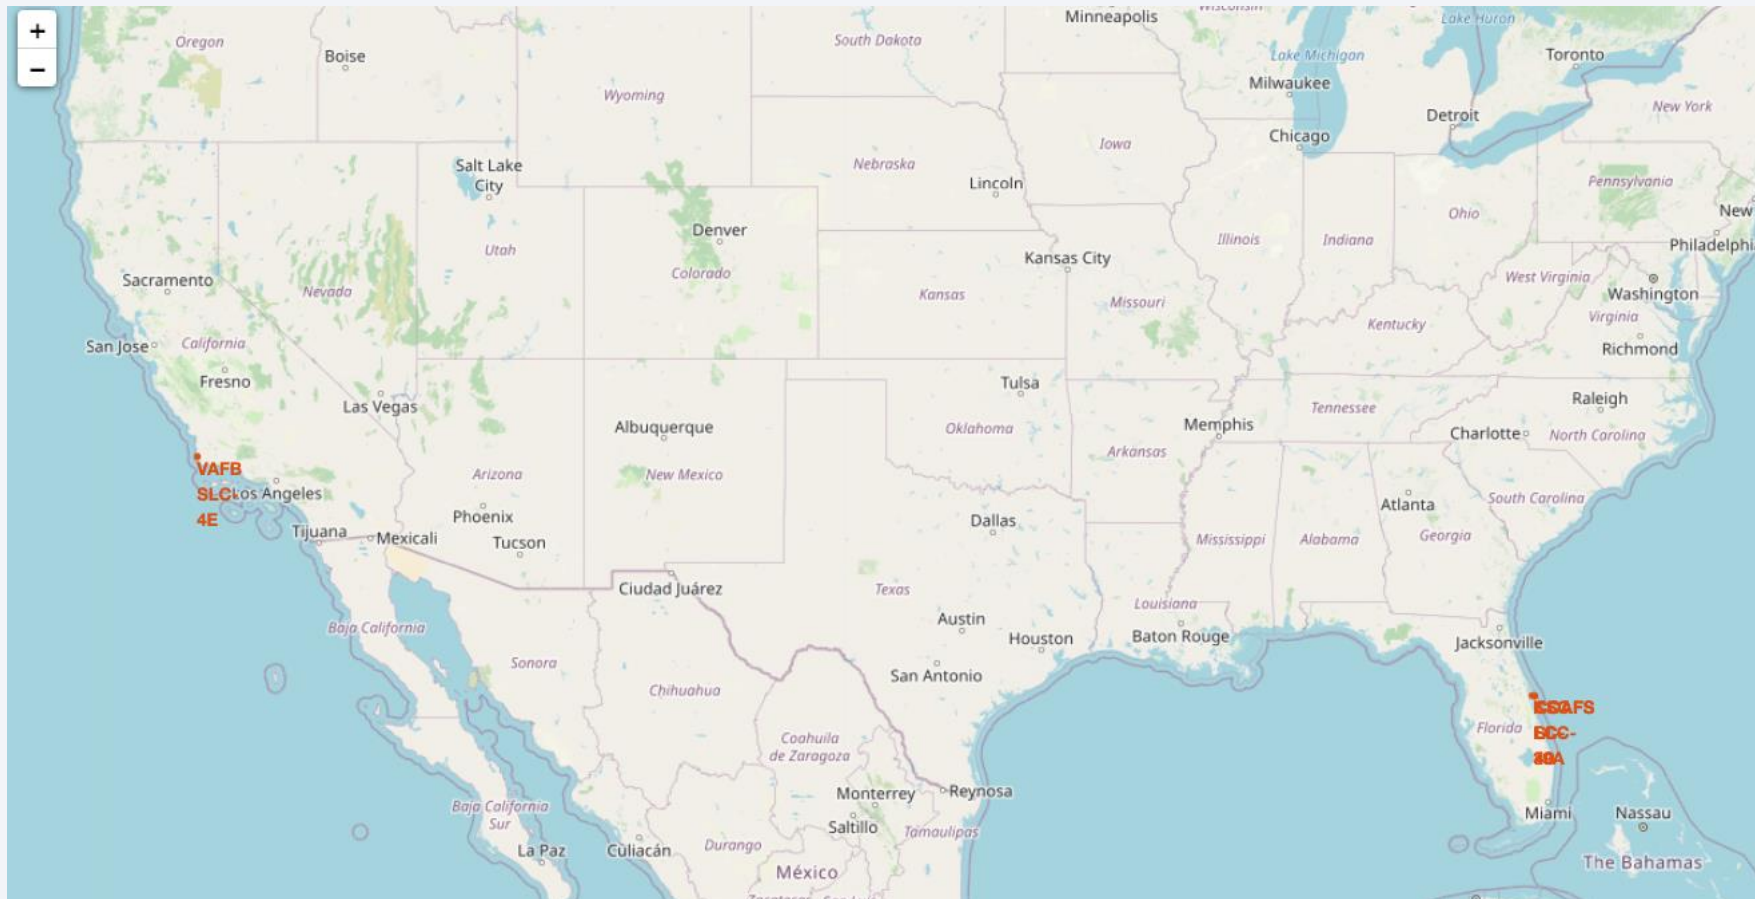 +
−
Oregon
Boise
South Dakota
Minneapolis
Wisconsin
Lake Huron
Lake Michigan
Toronto
Wyoming
Milwaukee
Detroit
New York
Chicago
Iowa
Nebraska
Salt Lake
City
Lincoln
Pennsylvania
New
Ohio
Denver
Utah
Illinois
Indiana
Philadelphi
Kansas City
Colorado
Sacramento
Nevada
Kansas
Missouri
West Virginia
Washington
Virginia
Kentucky
San Jose
California
Richmond
Fresno
Tulsa
Las Vegas
Tennessee
Raleigh
Albuquerque
Oklahoma
Memphis
Charlotte
North Carolina
Arkansas
VAFB
SLC-
4E
Los Angeles
Arizona
New Mexico
South Carolina
Atlanta
Phoenix
Dallas
Tijuana
Mexicali
Tucson
Mississippi
Alabama
Georgia
Ciudad Juárez
Texas
Louisiana
Austin
Baja California
Houston
Baton Rouge
Jacksonville
Sonora
San Antonio
Chihuahua
Florida
Coahuila
de Zaragoza
Monterrey
Reynosa
Baja California
Sur
Miami
Nassau
Saltillo
Tamaulipas
Durango
La Paz
Culiacán
México
The Bahamas